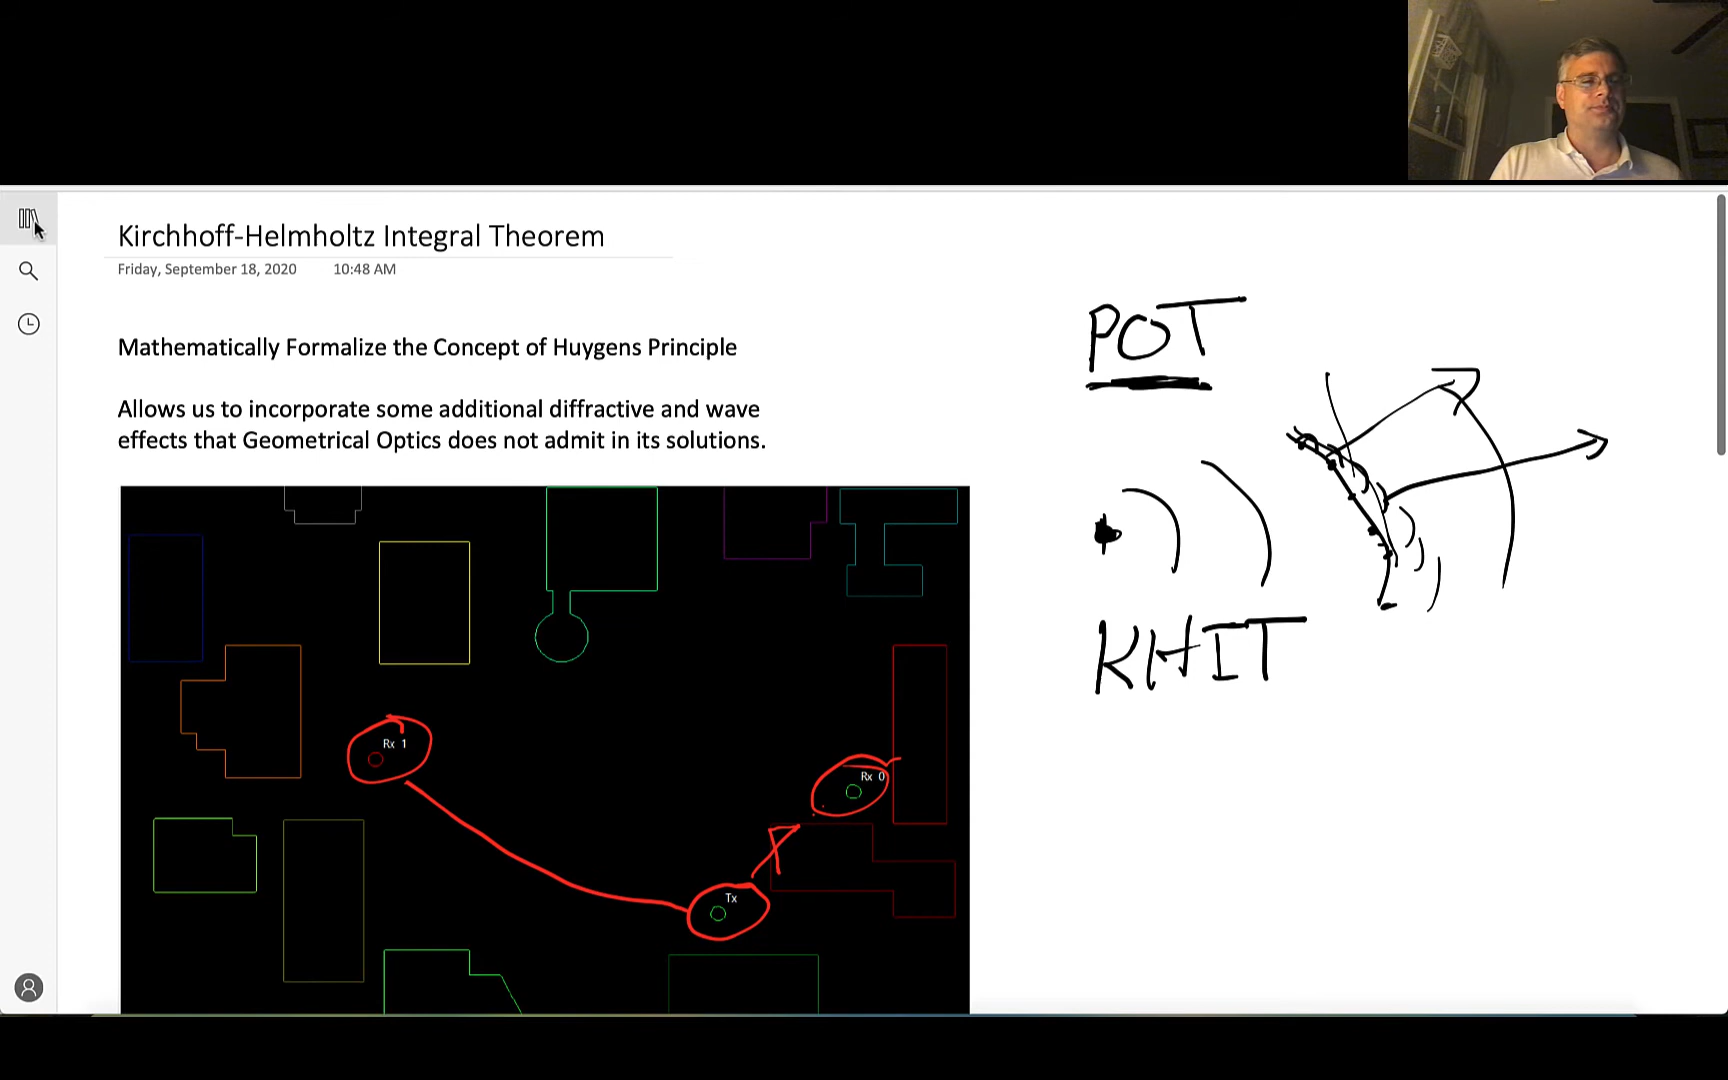 Kirchhoff-Helmholtz Integral Theorem
Friday, September 18, 2020 10:48 AM
Mathematically Formalize the Concept of Huygens Principle
Allows us to incorporate some additional diffractive and wave
effects that Geometrical Optics does not admit in its solutions.
POT
KHIT
Rx 1
Rx 0
Tx